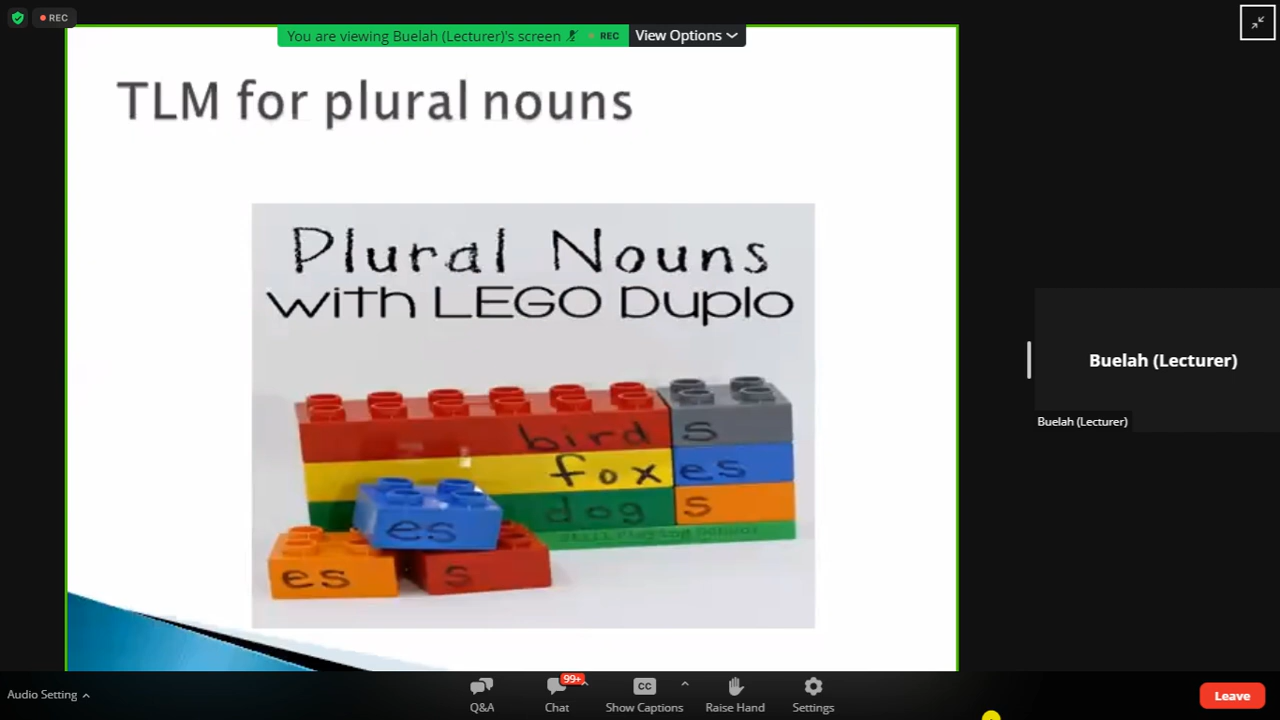 REC
You are viewing Buelah (Lecturer)'s screen REC View Options
TLM for plural nouns
Plural Nouns
with LEGO Duplo
bird s
fox es
dog s
es
es s
Buelah (Lecturer)
Buelah (Lecturer)
Audio Setting
Q&A
99+
Chat
CC
Show Captions
Raise Hand
Settings
Leave